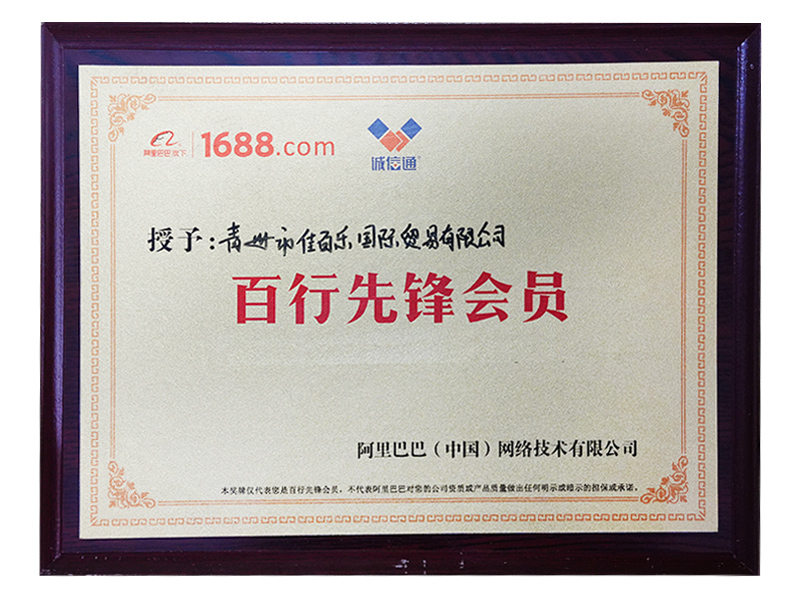 阿里巴巴旗下 1688.com 诚信通®
授予:青州市佳百乐国际贸易有限公司
百行先锋会员
阿里巴巴(中国)网络技术有限公司
本奖牌仅代表您是百行先锋会员,不代表阿里巴巴对您的公司资质或产品质量做出任何明示或暗示的担保或承诺。